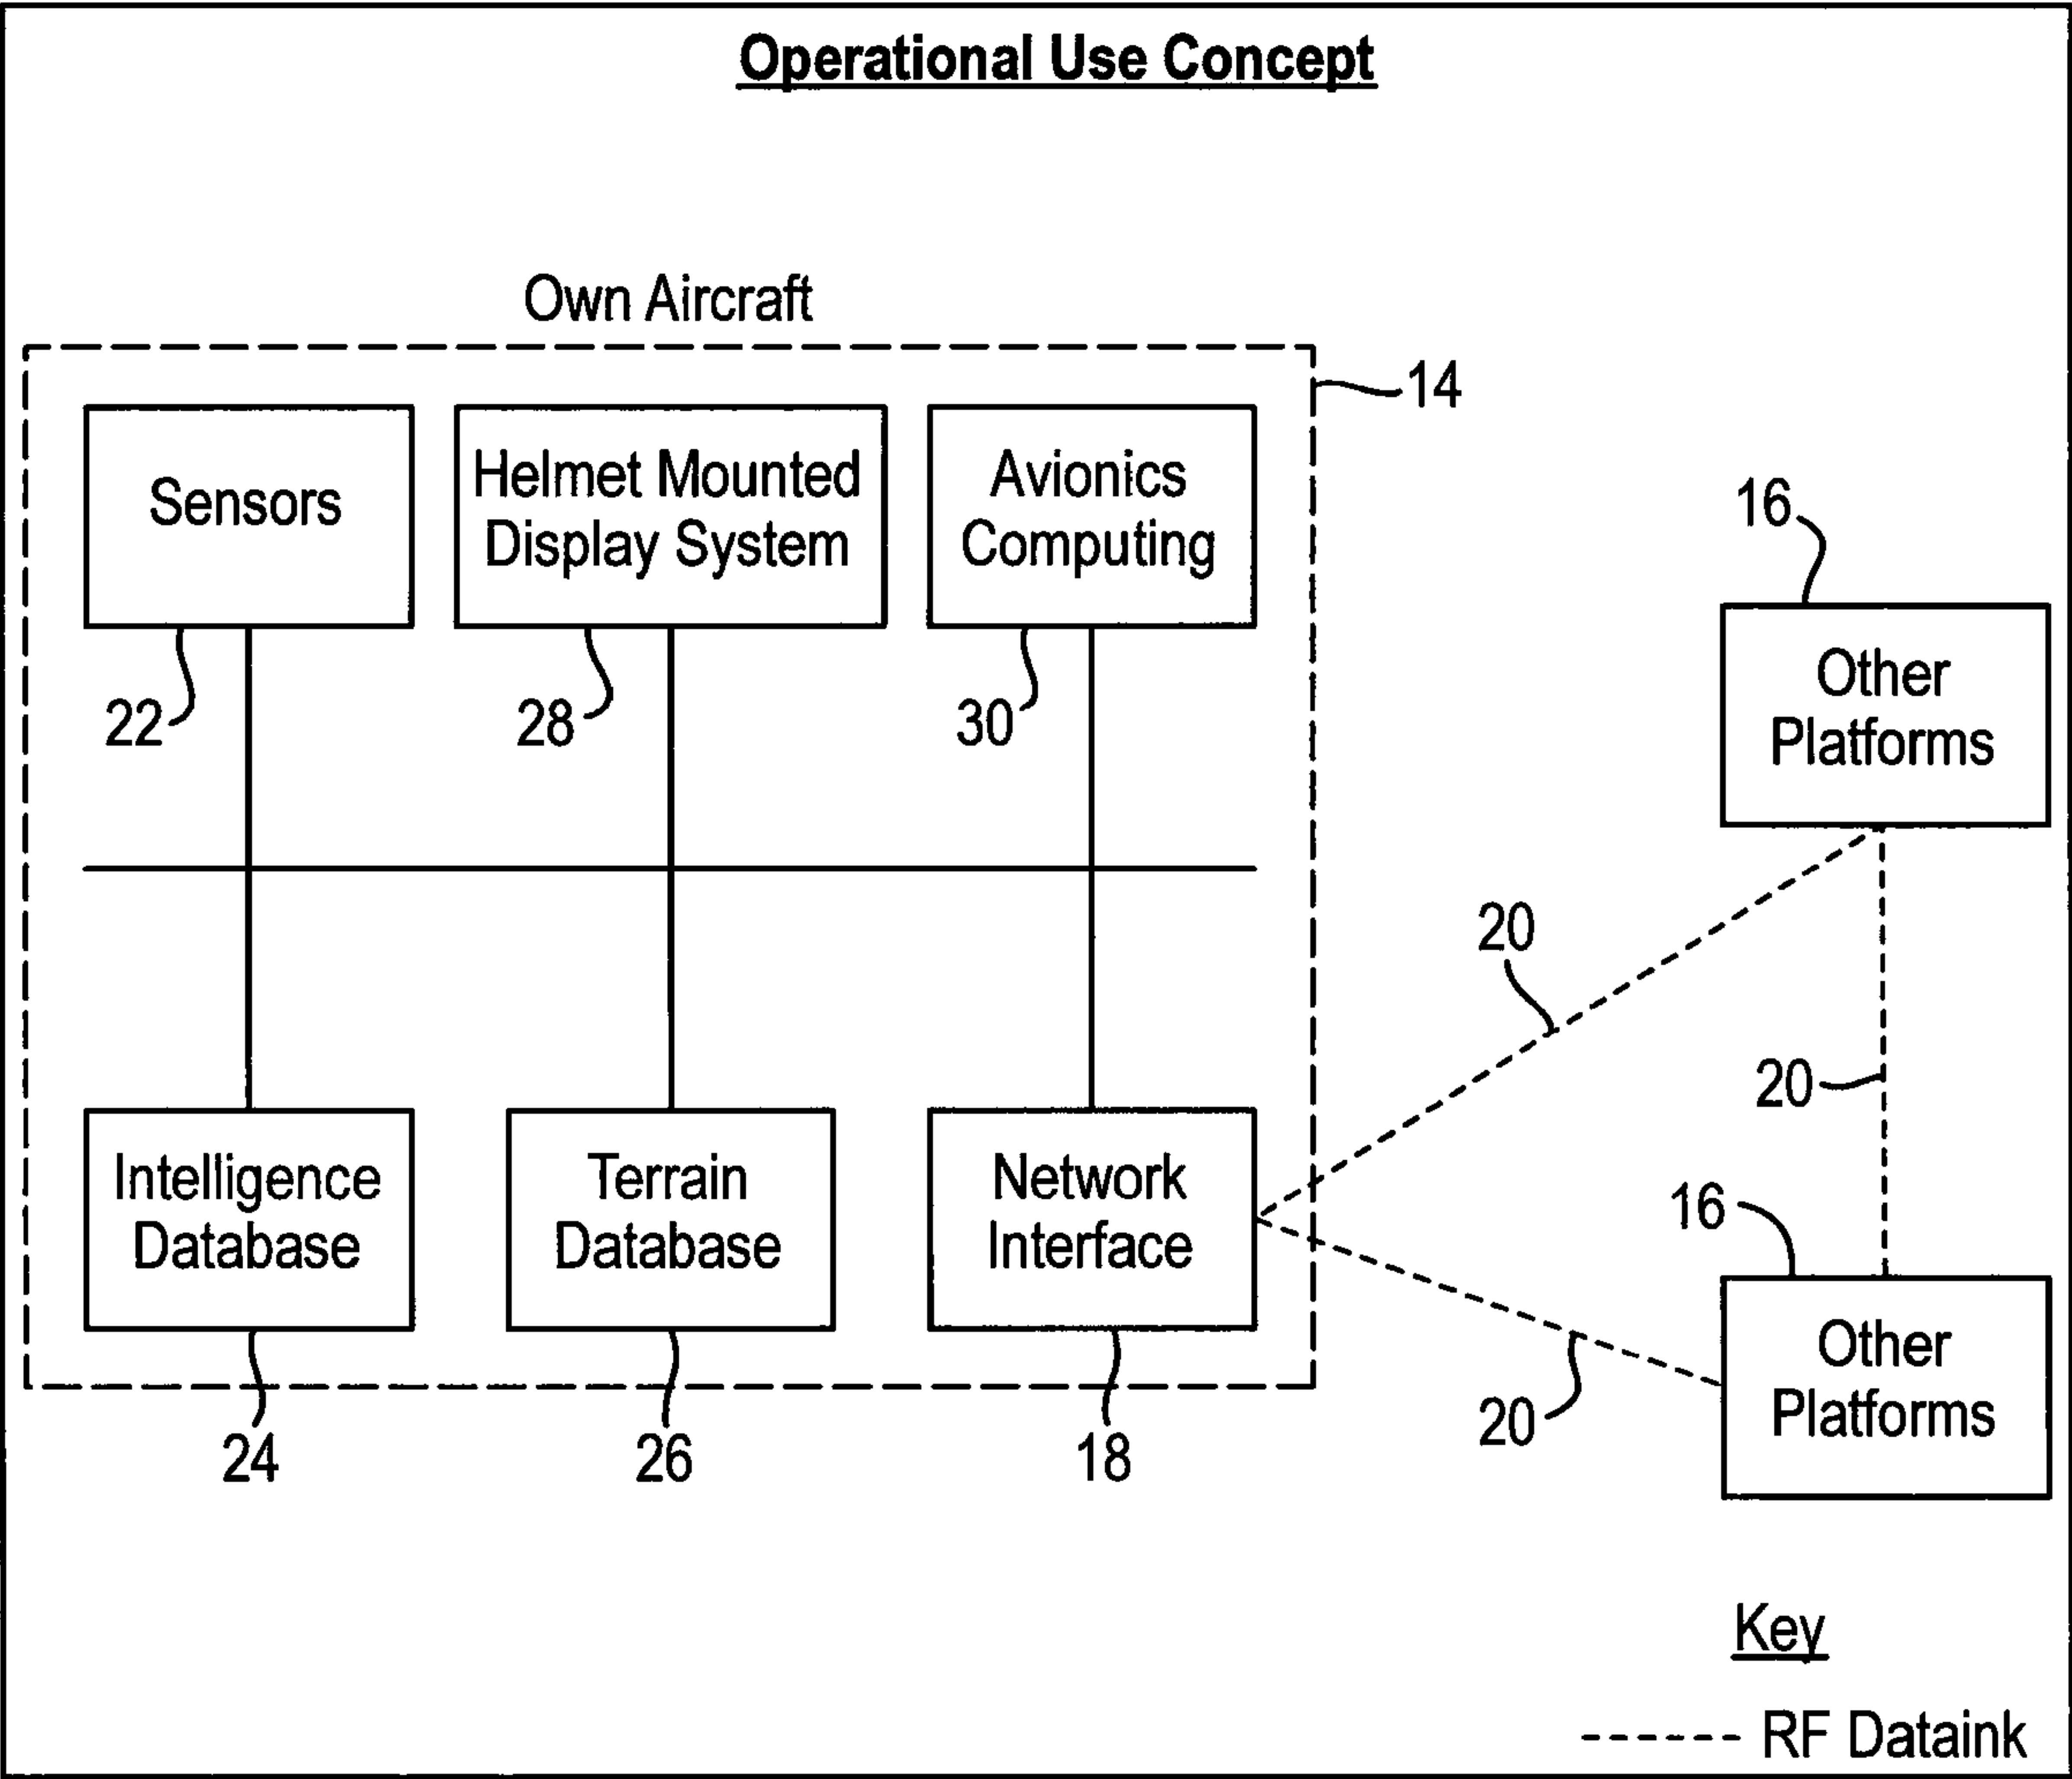 Operational Use Concept
Own Aircraft
14
Sensors
Helmet Mounted
Display System
Avionics
Computing
22
28
30
16
Other
Platforms
20
20
Intelligence
Database
Terrain
Database
Network
Interface
24
26
18
16
Other
Platforms
20
Key
RF Dataink